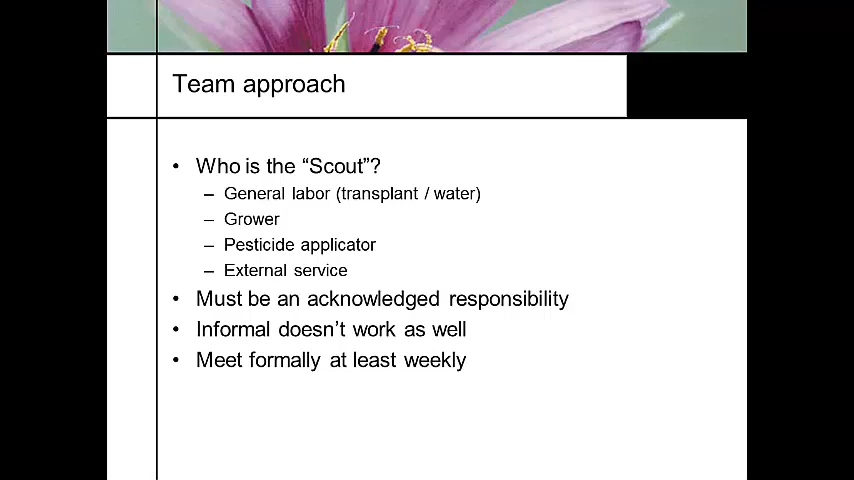 Team approach
• Who is the “Scout”?
– General labor (transplant / water)
– Grower
– Pesticide applicator
– External service
• Must be an acknowledged responsibility
• Informal doesn’t work as well
• Meet formally at least weekly